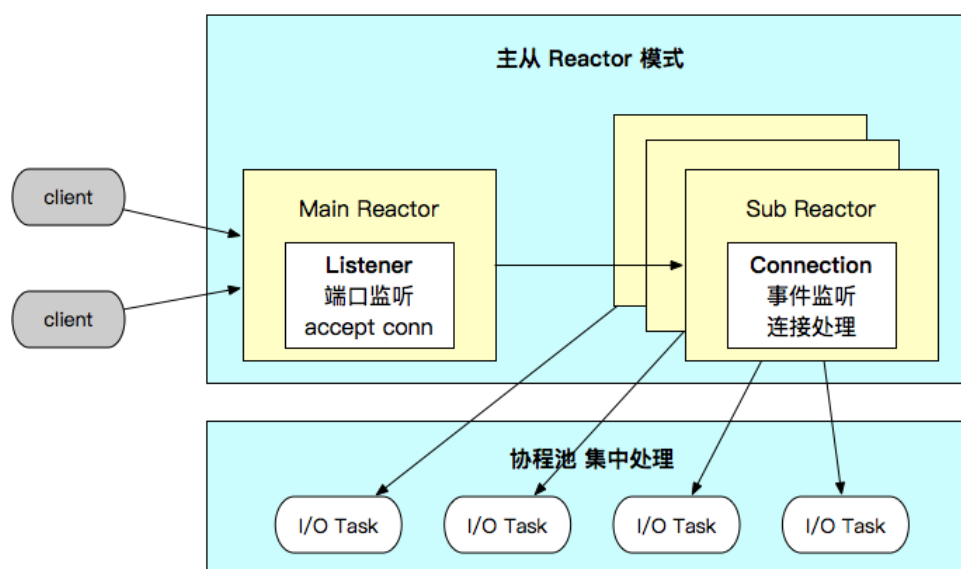 主从 Reactor 模式
client
client
Main Reactor
Listener
端口监听
accept conn
Sub Reactor
Connection
事件监听
连接处理
协程池 集中处理
I/O Task
I/O Task
I/O Task
I/O Task